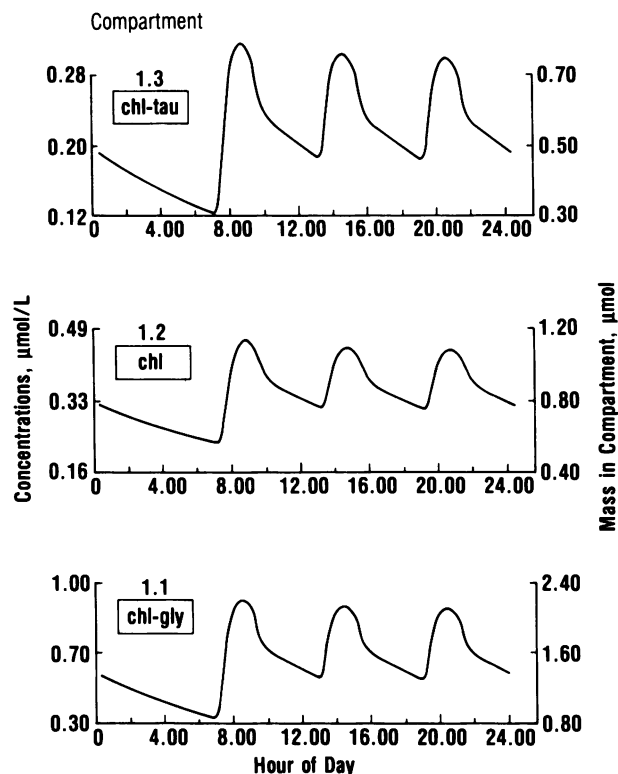 Compartment
1.3
chl-tau
0.28
0.20
0.12
0.70
0.50
0.30
0 4.00 8.00 12.00 16.00 20.00 24.00
Concentrations, µmol/L
Mass in Compartment, µmol
1.2
chl
0.49
0.33
0.16
1.20
0.80
0.40
0 4.00 8.00 12.00 16.00 20.00 24.00
1.1
chl-gly
1.00
0.70
0.30
2.40
1.60
0.80
0 4.00 8.00 12.00 16.00 20.00 24.00
Hour of Day